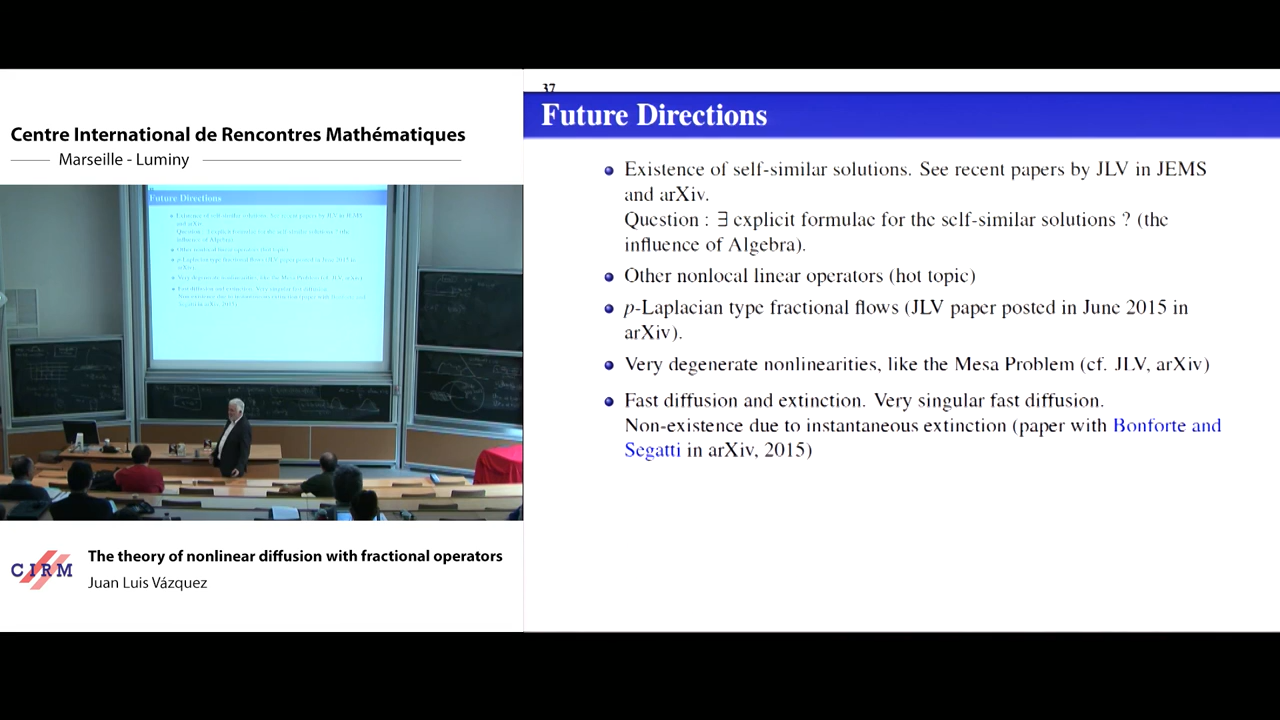 Centre International de Rencontres Mathématiques
Marseille - Luminy
Future Directions
CIRM
The theory of nonlinear diffusion with fractional operators
Juan Luis Vázquez
37
Future Directions
Existence of self-similar solutions. See recent papers by JLV in JEMS
and arXiv.
Question : ∃ explicit formulae for the self-similar solutions ? (the
influence of Algebra).
Other nonlocal linear operators (hot topic)
p-Laplacian type fractional flows (JLV paper posted in June 2015 in
arXiv).
Very degenerate nonlinearities, like the Mesa Problem (cf. JLV, arXiv)
Fast diffusion and extinction. Very singular fast diffusion.
Non-existence due to instantaneous extinction (paper with Bonforte and
Segatti in arXiv, 2015)